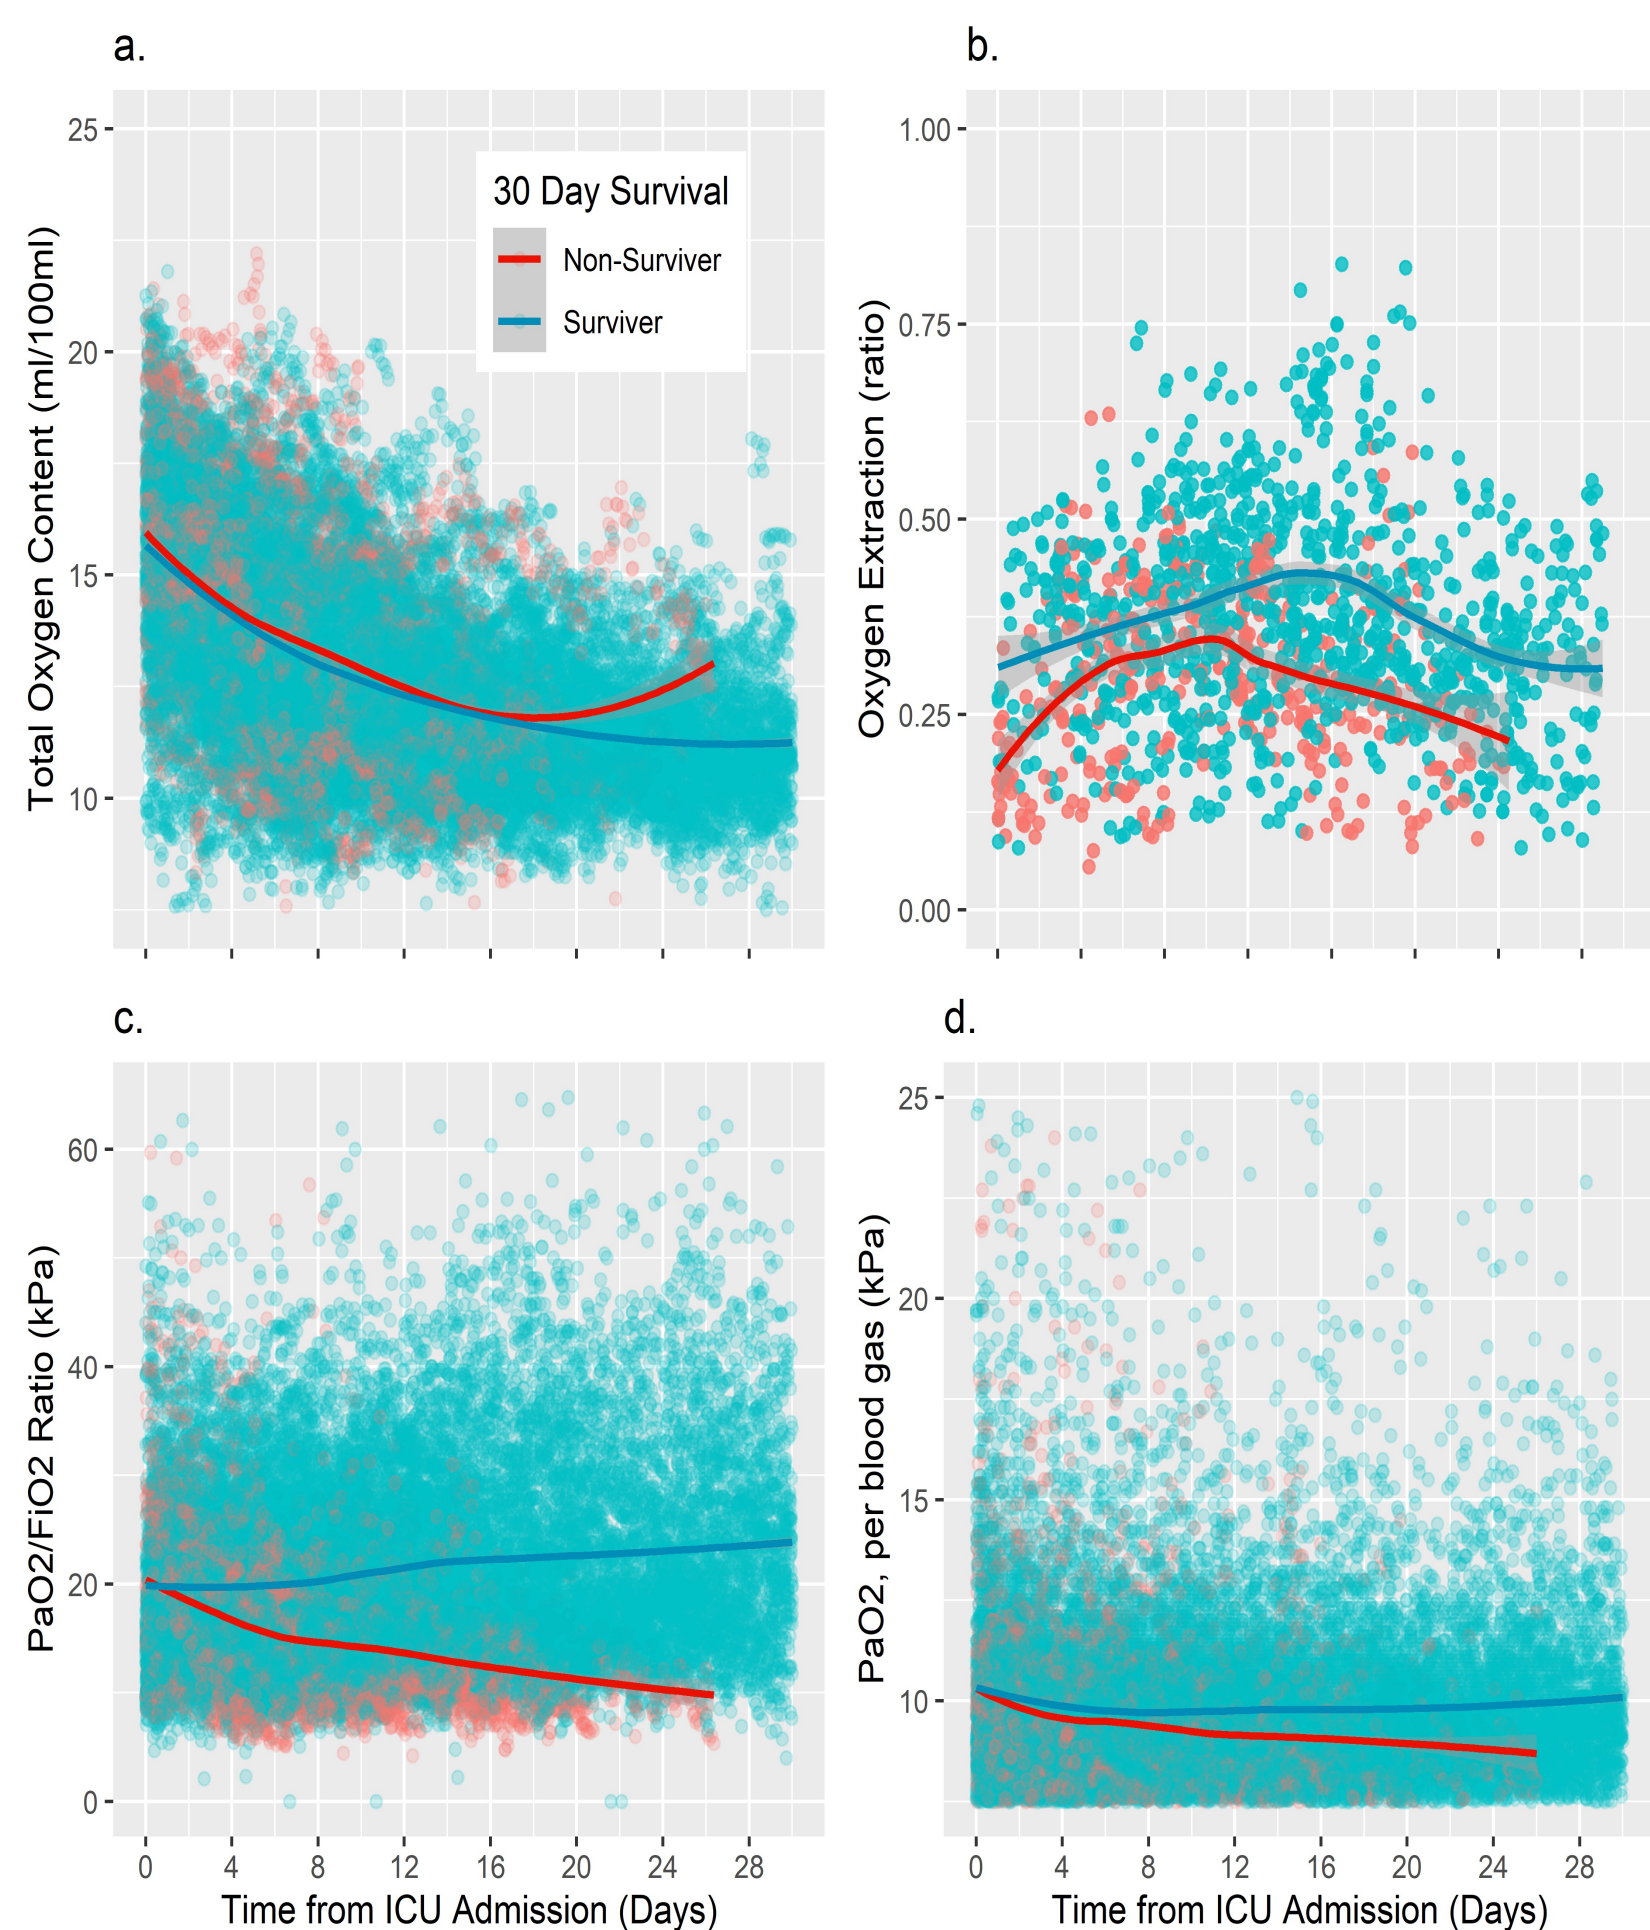 a.
25
20
15
10
Total Oxygen Content (ml/100ml)
30 Day Survival
Non-Surviver
Surviver
b.
1.00
0.75
0.50
0.25
0.00
Oxygen Extraction (ratio)
c.
60
40
20
0
PaO2/FiO2 Ratio (kPa)
0 4 8 12 16 20 24 28
Time from ICU Admission (Days)
d.
25
20
15
10
PaO2, per blood gas (kPa)
0 4 8 12 16 20 24 28
Time from ICU Admission (Days)